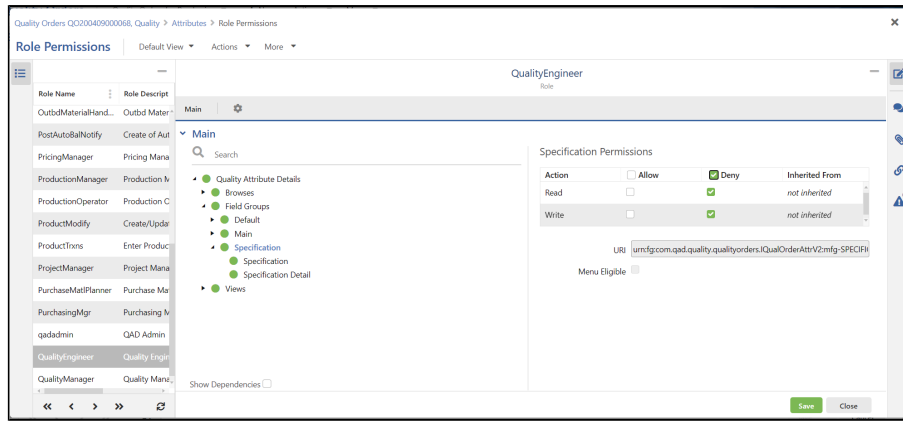 Quality Orders QO200409000068, Quality > Attributes > Role Permissions
Role Permissions Default View Actions More
QualityEngineer
Role
Role Name Role Descript
OutbdMaterialHand... Outbd Mater
PostAutoBalNotify Create of Aut
PricingManager Pricing Mana
ProductionManager Production M
ProductionOperator Production O
ProductModify Create/Updat
ProductTrxns Enter Produc
ProjectManager Project Mana
PurchaseMatlPlanner Purchase Mat
PurchasingMgr Purchasing M
qadadmin QAD Admin
QualityEngineer Quality Engin
QualityManager Quality Mana
Main
Main
Search
Quality Attribute Details
Browses
Field Groups
Default
Main
Specification
Specification
Specification Detail
Views
Show Dependencies
Specification Permissions
Action Allow Deny Inherited From
Read not inherited
Write not inherited
URI urn:fg:com.qad.quality.qualityorders.IQualOrderAttrV2:mfg-SPECIFI
Menu Eligible
Save Close